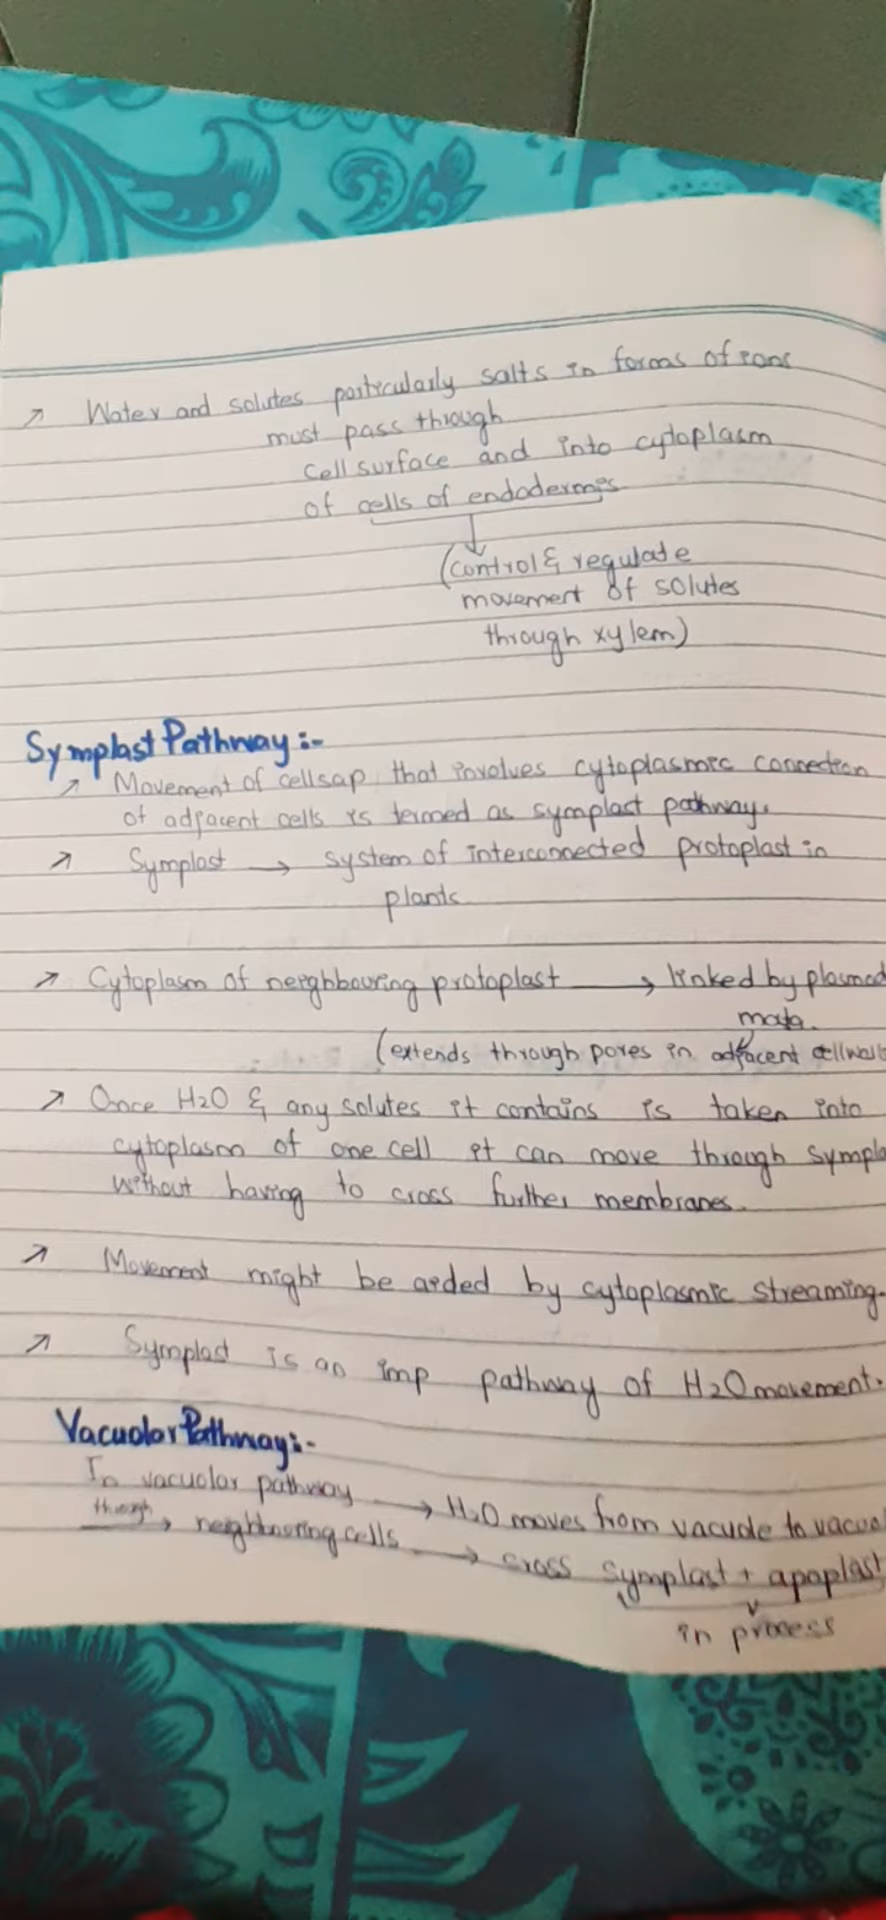 ↗ Water and solutes particularly salts in forms of ions
must pass through
cell surface and into cytoplasm
of cells of endodermis
(control & regulate
movement of solutes
through xylem)
Symplast Pathway :-
↗ Movement of cellsap that involves cytoplasmic connection
of adjacent cells is termed as symplast pathway.
↗ Symplast → system of interconnected protoplast in
plants
↗ Cytoplasm of neighbouring protoplast → linked by plasmod
mata.
(extends through pores in adjacent cellwall
↗ Once H2O & any solutes it contains is taken into
cytoplasm of one cell it can move through sympla
without having to cross further membranes.
↗ Movement might be aided by cytoplasmic streaming.
↗ Symplast is an imp pathway of H2O movement.
Vacuolar Pathway:-
In vacuolar pathway → H2O moves from vacuole to vacuol
through → neighbouring cells → cross symplast + apoplast
in process